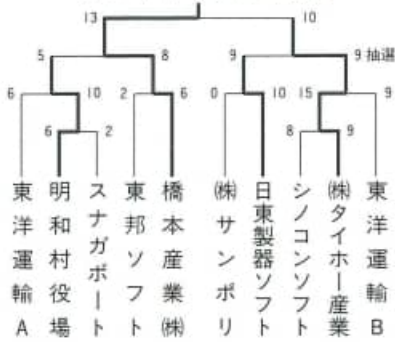 13 10
5 8 9 9 抽選
6 10 2 6 0 10 15 9
6 2 8 9
東洋運輸A
明和村役場
スナガボート
東邦ソフト
橋本産業㈱
㈱サンポリ
日東製器ソフト
シノコンソフト
㈱タイホー産業
東洋運輸B